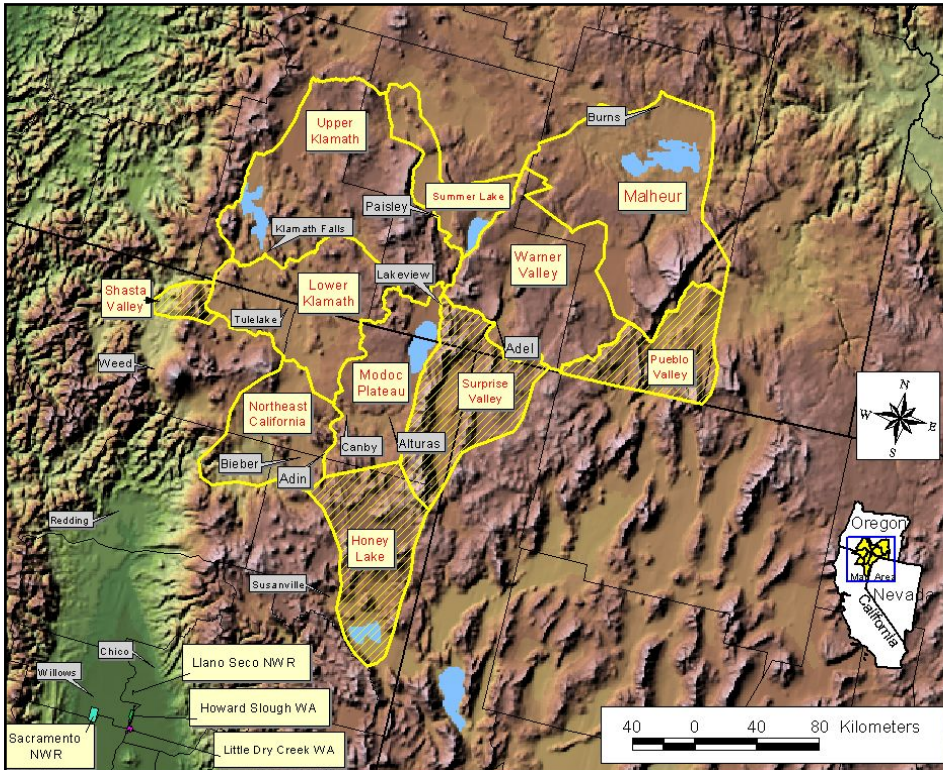 Burns
Upper
Klamath
Malheur
Summer Lake
Paisley
Klamath Falls
Warner
Valley
Lakeview
Shasta
Valley
Lower
Klamath
Tulelake
Adel
Weed
Modoc
Plateau
Surprise
Valley
Pueblo
Valley
Northeast
California
Canby
Alturas
Bieber
Adin
N
W
E
S
Redding
Honey
Lake
Susanville
Oregon
Map Area
Nevada
California
Chico
Willows
Llano Seco NWR
Howard Slough WA
Sacramento
NWR
Little Dry Creek WA
40 0 40 80 Kilometers